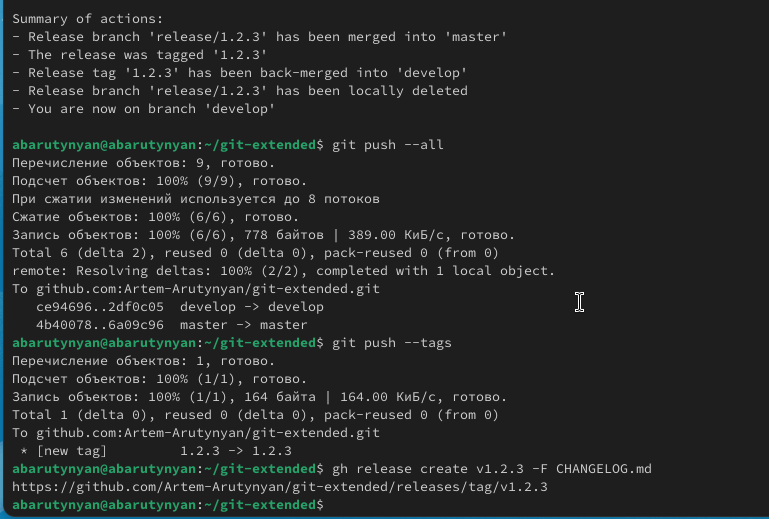 Summary of actions:
- Release branch 'release/1.2.3' has been merged into 'master'
- The release was tagged '1.2.3'
- Release tag '1.2.3' has been back-merged into 'develop'
- Release branch 'release/1.2.3' has been locally deleted
- You are now on branch 'develop'
abarutynyan@abarutynyan:~/git-extended$ git push --all
Перечисление объектов: 9, готово.
Подсчет объектов: 100% (9/9), готово.
При сжатии изменений используется до 8 потоков
Сжатие объектов: 100% (6/6), готово.
Запись объектов: 100% (6/6), 778 байтов | 389.00 КиБ/с, готово.
Total 6 (delta 2), reused 0 (delta 0), pack-reused 0 (from 0)
remote: Resolving deltas: 100% (2/2), completed with 1 local object.
To github.com:Artem-Arutynyan/git-extended.git
   ce94696..2df0c05  develop -> develop
   4b40078..6a09c96  master -> master
abarutynyan@abarutynyan:~/git-extended$ git push --tags
Перечисление объектов: 1, готово.
Подсчет объектов: 100% (1/1), готово.
Запись объектов: 100% (1/1), 164 байта | 164.00 КиБ/с, готово.
Total 1 (delta 0), reused 0 (delta 0), pack-reused 0 (from 0)
To github.com:Artem-Arutynyan/git-extended.git
 * [new tag]         1.2.3 -> 1.2.3
abarutynyan@abarutynyan:~/git-extended$ gh release create v1.2.3 -F CHANGELOG.md
https://github.com/Artem-Arutynyan/git-extended/releases/tag/v1.2.3
abarutynyan@abarutynyan:~/git-extended$